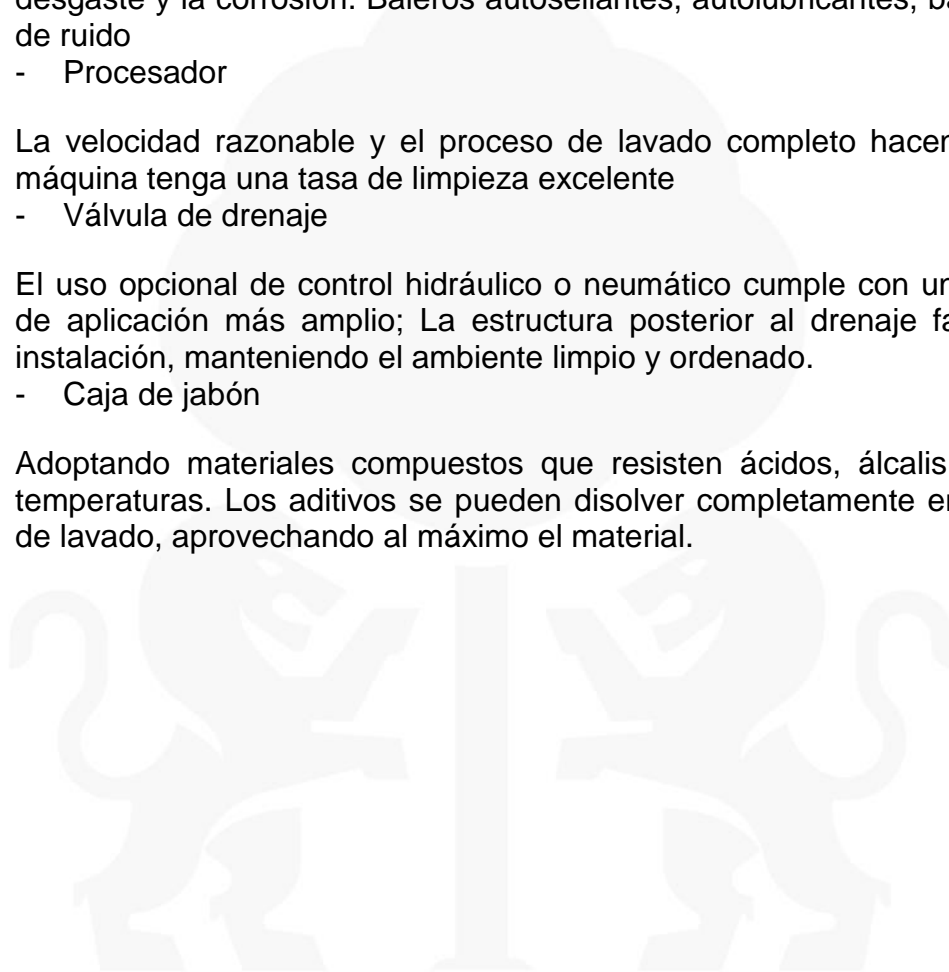 desgaste y la corrosión. Baleros autosellantes, autolubricantes,
de ruido
- Procesador
La velocidad razonable y el proceso de lavado completo hacen
máquina tenga una tasa de limpieza excelente
- Válvula de drenaje
El uso opcional de control hidráulico o neumático cumple con un
de aplicación más amplio; La estructura posterior al drenaje fa
instalación, manteniendo el ambiente limpio y ordenado.
- Caja de jabón
Adoptando materiales compuestos que resisten ácidos, álcalis
temperaturas. Los aditivos se pueden disolver completamente en
de lavado, aprovechando al máximo el material.